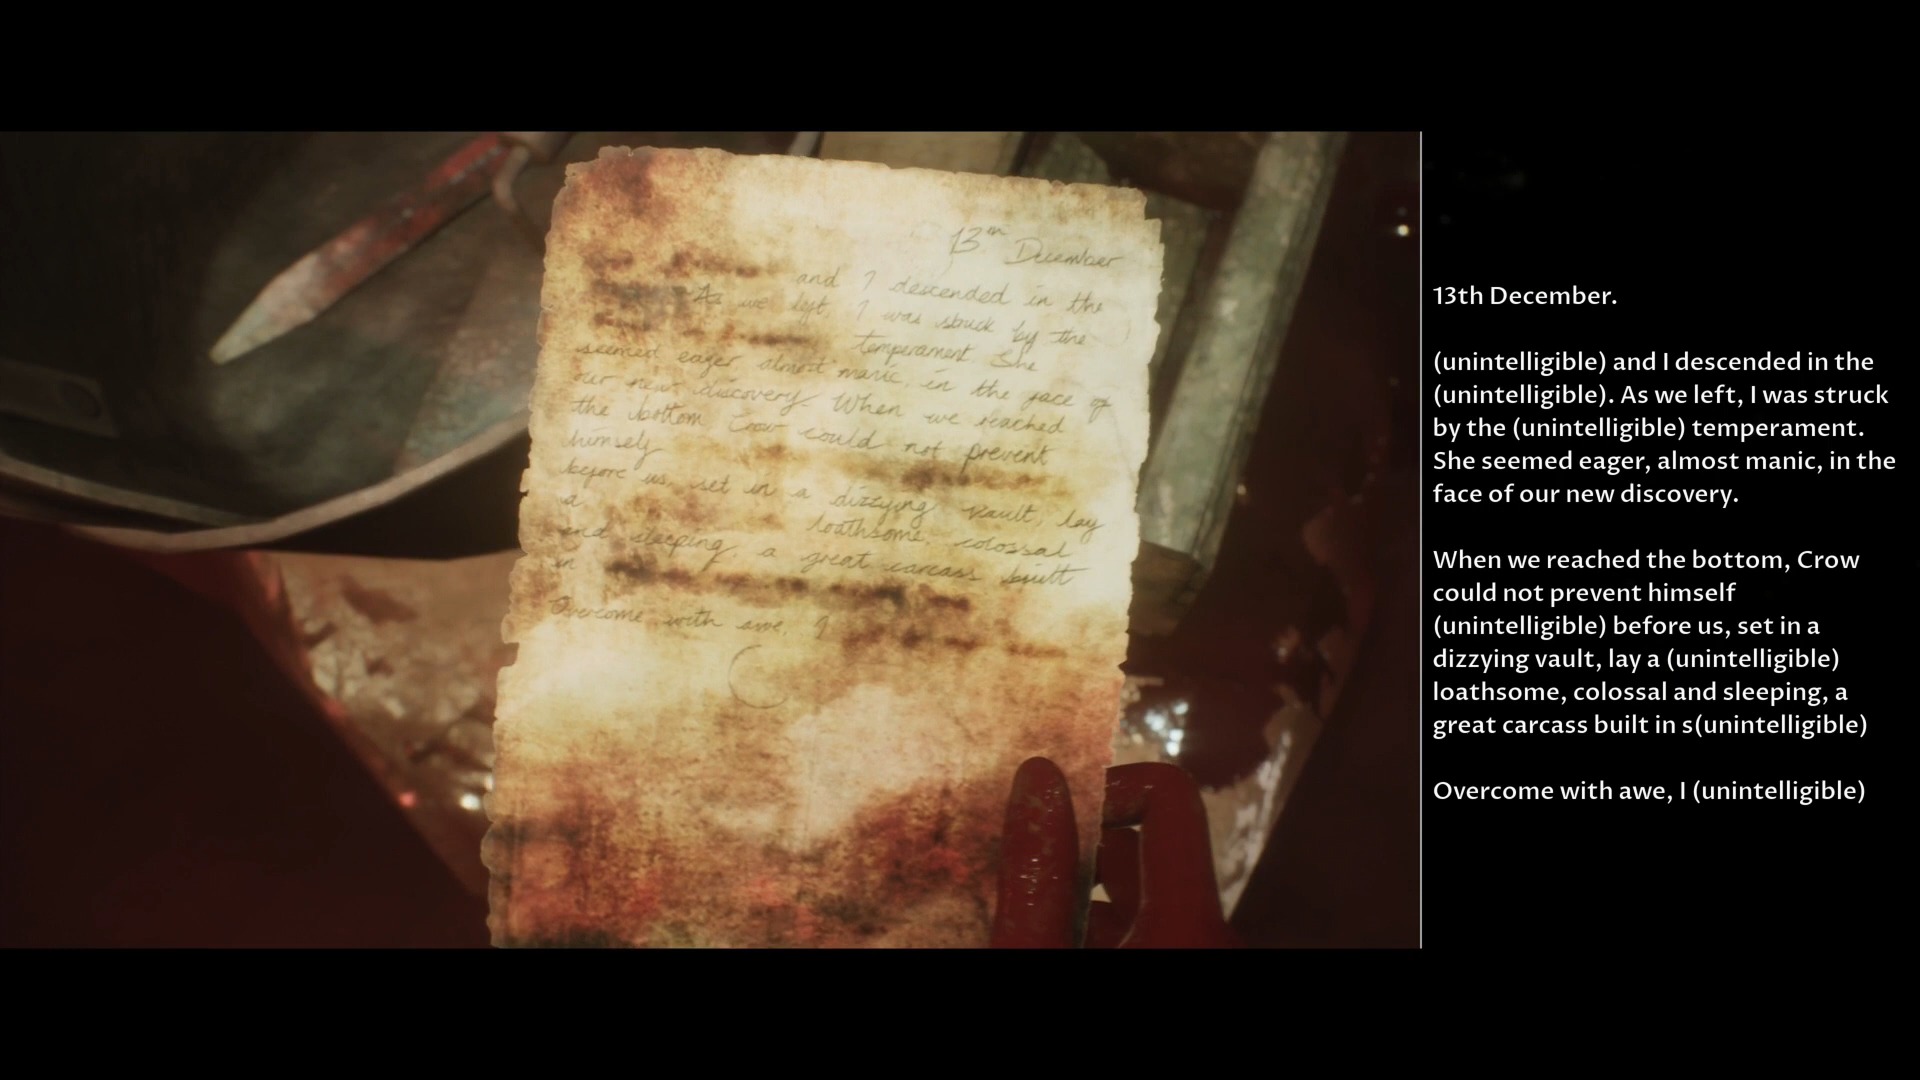 13th December
and I descended in the
As we left, I was struck by the
temperament. She
seemed eager almost manic, in the face of
our new discovery. When we reached
the bottom Crow could not prevent
himself
before us, set in a dizzying vault, lay
a loathsome, colossal
and sleeping, a great carcass built
in
Overcome with awe, I
13th December.
(unintelligible) and I descended in the
(unintelligible). As we left, I was struck
by the (unintelligible) temperament.
She seemed eager, almost manic, in the
face of our new discovery.
When we reached the bottom, Crow
could not prevent himself
(unintelligible) before us, set in a
dizzying vault, lay a (unintelligible)
loathsome, colossal and sleeping, a
great carcass built in s(unintelligible)
Overcome with awe, I (unintelligible)